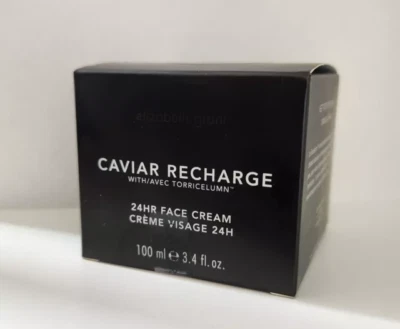 CAVIAR RECHARGE
WITH/AVEC TORRICELUMN™
24HR FACE CREAM
CRÈME VISAGE 24H
100 ml ℮ 3.4 fl. oz.